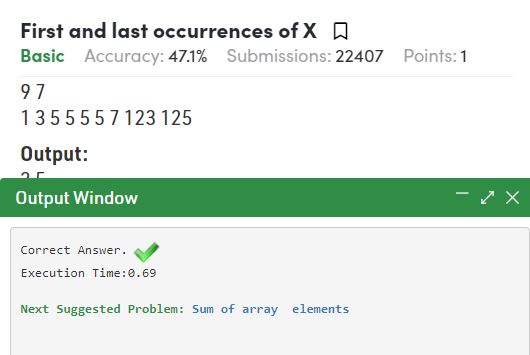 First and last occurrences of X
Basic Accuracy: 47.1% Submissions: 22407 Points: 1
9 7
1 3 5 5 5 5 7 123 125
Output:
Output Window
Correct Answer.
Execution Time:0.69
Next Suggested Problem: Sum of array elements